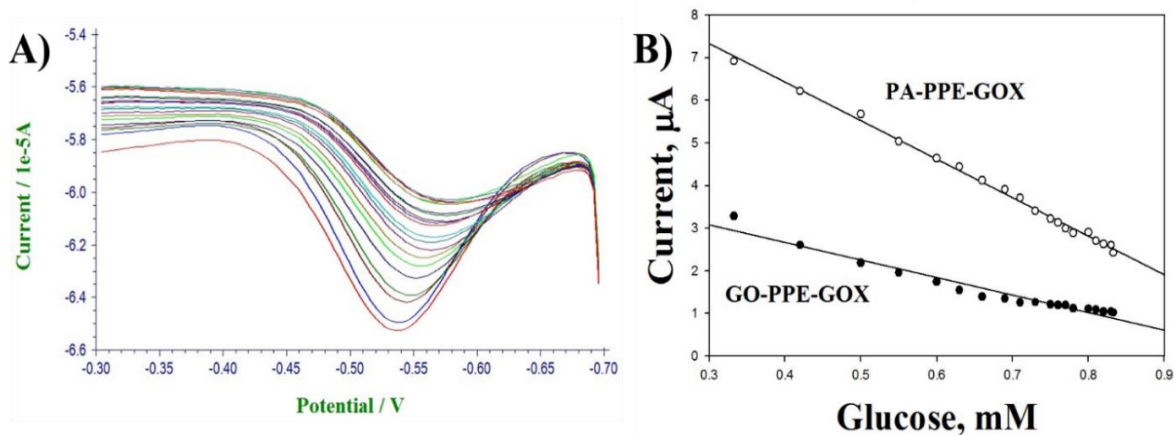 A)
Current / 1e-5A
-5.4
-5.6
-5.8
-6.0
-6.2
-6.4
-6.6
-0.30 -0.35 -0.40 -0.45 -0.50 -0.55 -0.60 -0.65 -0.70
Potential / V
B)
Current, μA
8
7
6
5
4
3
2
1
0
PA-PPE-GOX
GO-PPE-GOX
0.3 0.4 0.5 0.6 0.7 0.8 0.9
Glucose, mM